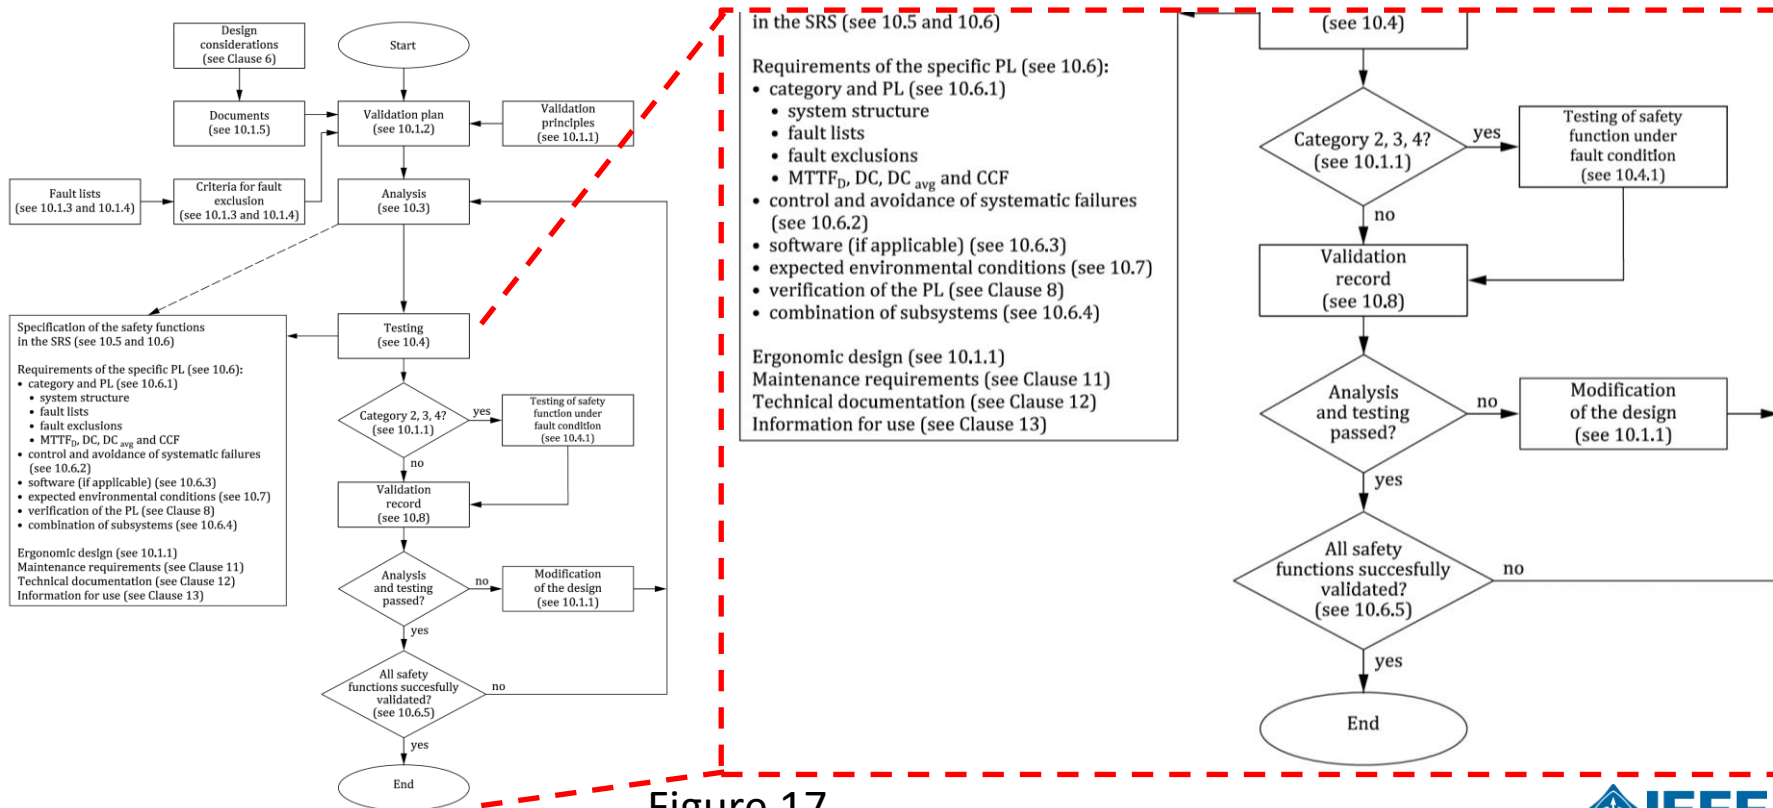 Design
considerations
(see Clause 6)
Start
Documents
(see 10.1.5)
Validation plan
(see 10.1.2)
Validation
principles
(see 10.1.1)
Fault lists
(see 10.1.3 and 10.1.4)
Criteria for fault
exclusion
(see 10.1.3 and 10.1.4)
Analysis
(see 10.3)
Specification of the safety functions
in the SRS (see 10.5 and 10.6)
Requirements of the specific PL (see 10.6):
• category and PL (see 10.6.1)
• system structure
• fault lists
• fault exclusions
• MTTFD, DC, DC avg and CCF
• control and avoidance of systematic failures
(see 10.6.2)
• software (if applicable) (see 10.6.3)
• expected environmental conditions (see 10.7)
• verification of the PL (see Clause 8)
• combination of subsystems (see 10.6.4)
Ergonomic design (see 10.1.1)
Maintenance requirements (see Clause 11)
Technical documentation (see Clause 12)
Information for use (see Clause 13)
Testing
(see 10.4)
Category 2, 3, 4?
(see 10.1.1)
yes
Testing of safety
function under
fault condition
(see 10.4.1)
no
Validation
record
(see 10.8)
Analysis
and testing
passed?
no
Modification
of the design
(see 10.1.1)
yes
All safety
functions succesfully
validated?
(see 10.6.5)
no
yes
End
in the SRS (see 10.5 and 10.6)
Requirements of the specific PL (see 10.6):
• category and PL (see 10.6.1)
• system structure
• fault lists
• fault exclusions
• MTTFD, DC, DC avg and CCF
• control and avoidance of systematic failures
(see 10.6.2)
• software (if applicable) (see 10.6.3)
• expected environmental conditions (see 10.7)
• verification of the PL (see Clause 8)
• combination of subsystems (see 10.6.4)
Ergonomic design (see 10.1.1)
Maintenance requirements (see Clause 11)
Technical documentation (see Clause 12)
Information for use (see Clause 13)
(see 10.4)
Category 2, 3, 4?
(see 10.1.1)
yes
Testing of safety
function under
fault condition
(see 10.4.1)
no
Validation
record
(see 10.8)
Analysis
and testing
passed?
no
Modification
of the design
(see 10.1.1)
yes
All safety
functions succesfully
validated?
(see 10.6.5)
no
yes
End
Figure 17
IEEE